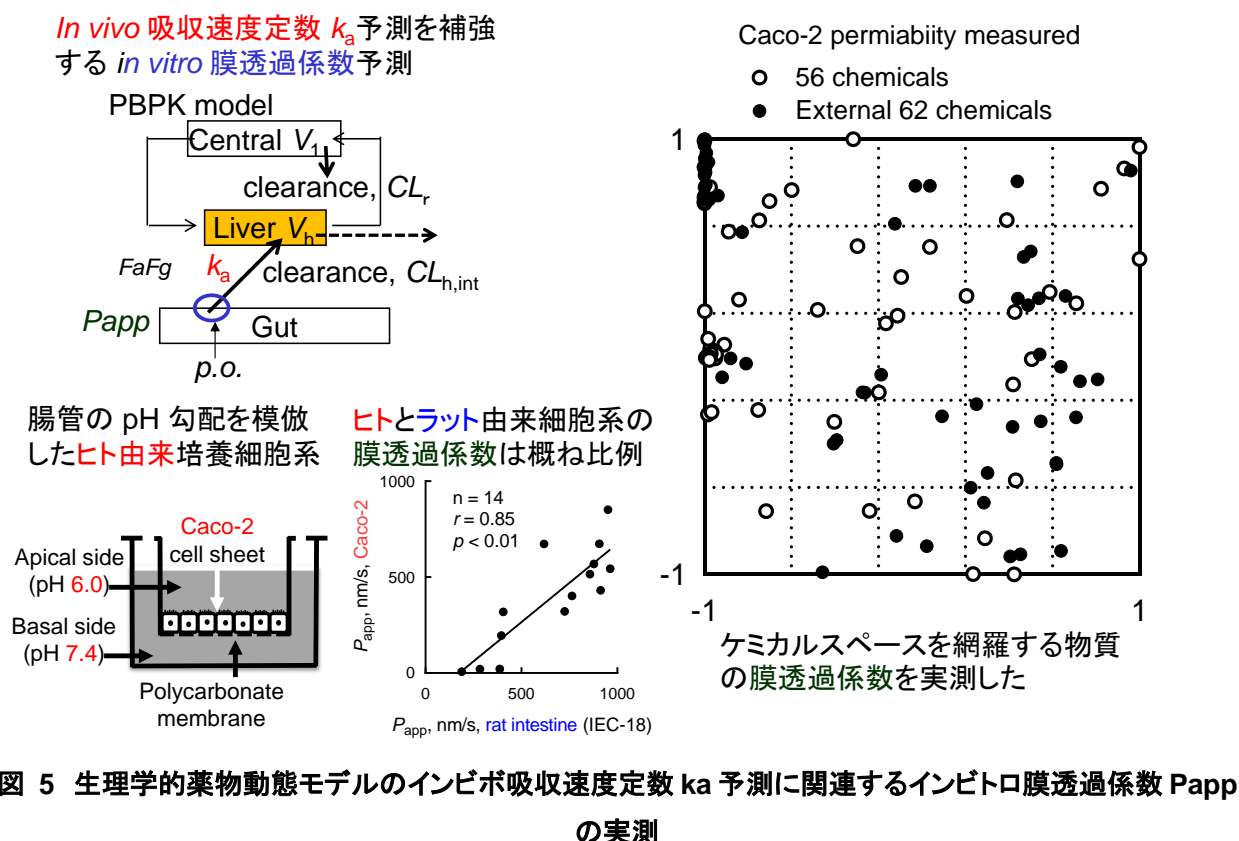 In vivo 吸収速度定数 ka予測を補強
する in vitro 膜透過係数予測
PBPK model
Central V1
clearance, CLr
Liver Vh
FaFg
ka
clearance, CLh,int
Papp
Gut
p.o.
腸管の pH 勾配を模倣
したヒト由来培養細胞系
Caco-2
cell sheet
Apical side
(pH 6.0)
Basal side
(pH 7.4)
Polycarbonate
membrane
ヒトとラット由来細胞系の
膜透過係数は概ね比例
1000
500
0
Papp, nm/s, Caco-2
n = 14
r = 0.85
p < 0.01
0
500
1000
Papp, nm/s, rat intestine (IEC-18)
Caco-2 permiabiity measured
56 chemicals
External 62 chemicals
1
-1
-1
1
ケミカルスペースを網羅する物質
の膜透過係数を実測した
図 5 生理学的薬物動態モデルのインビボ吸収速度定数 ka 予測に関連するインビトロ膜透過係数 Papp
の実測